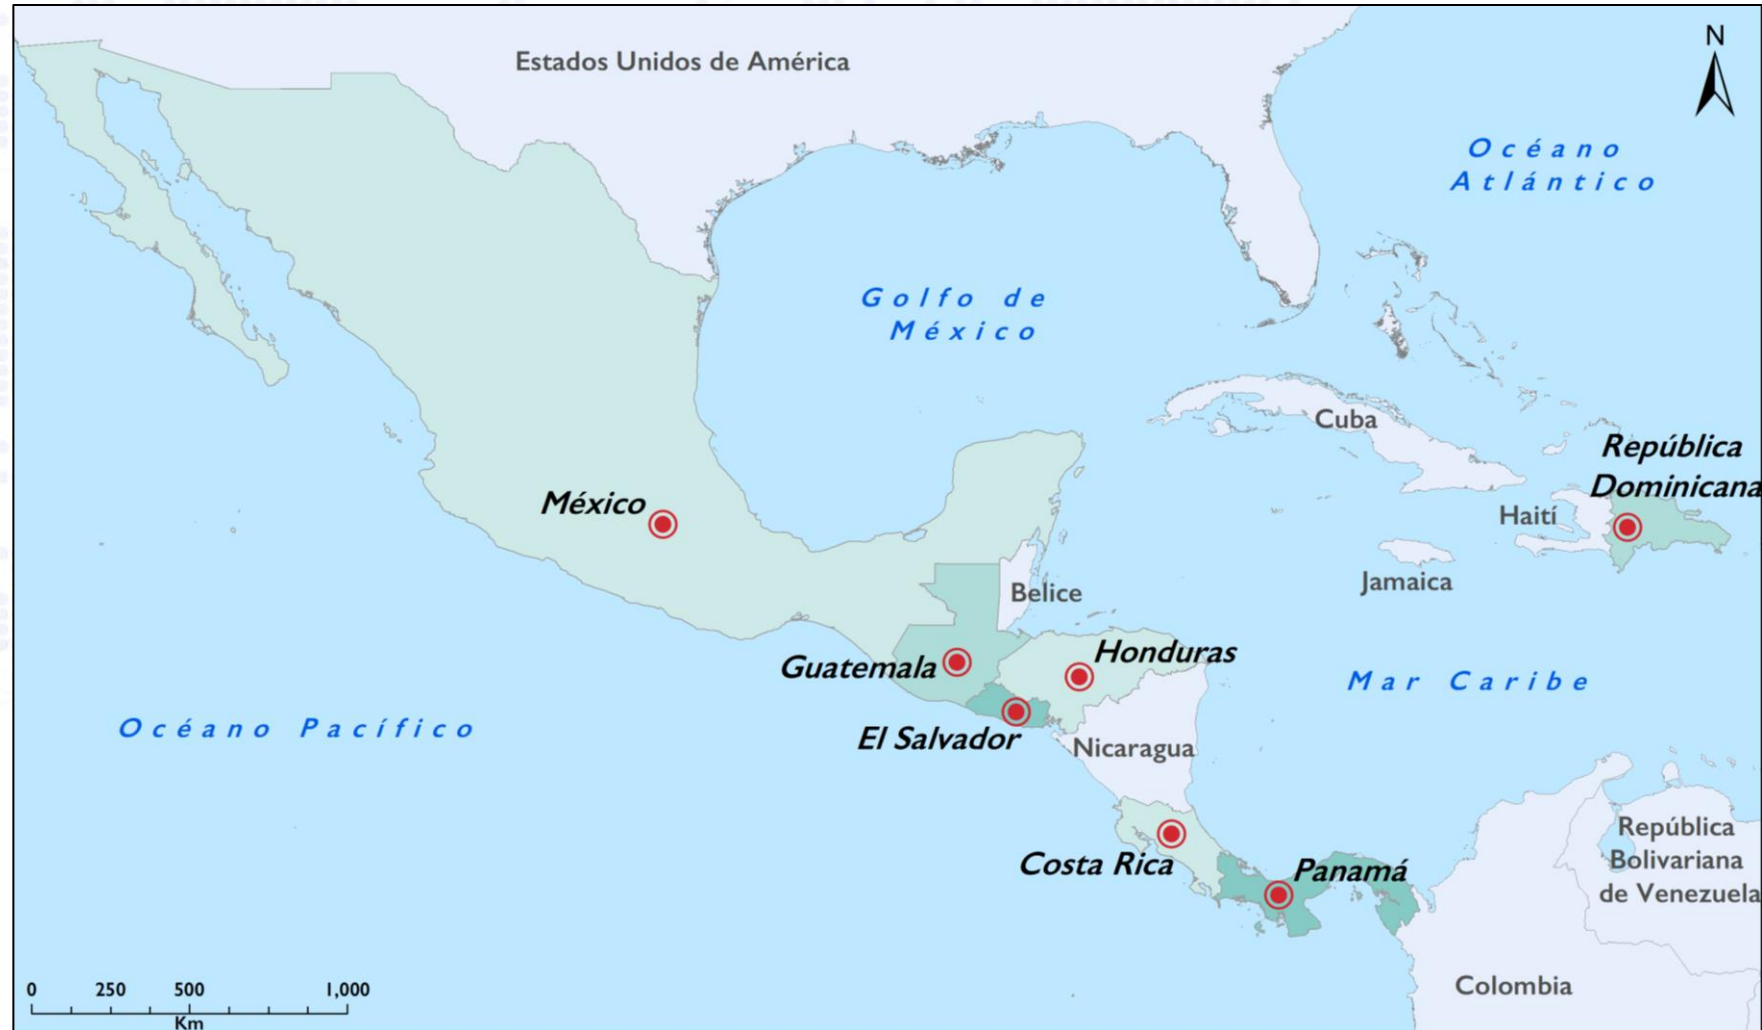 Estados Unidos de América
N
Océano
Atlántico
Golfo de
México
Cuba
República
Dominicana
México
Haití
Jamaica
Belice
Honduras
Guatemala
Mar Caribe
Océano Pacífico
El Salvador
Nicaragua
República
Bolivariana
de Venezuela
Costa Rica
Panamá
Colombia
0 250 500 1,000
Km